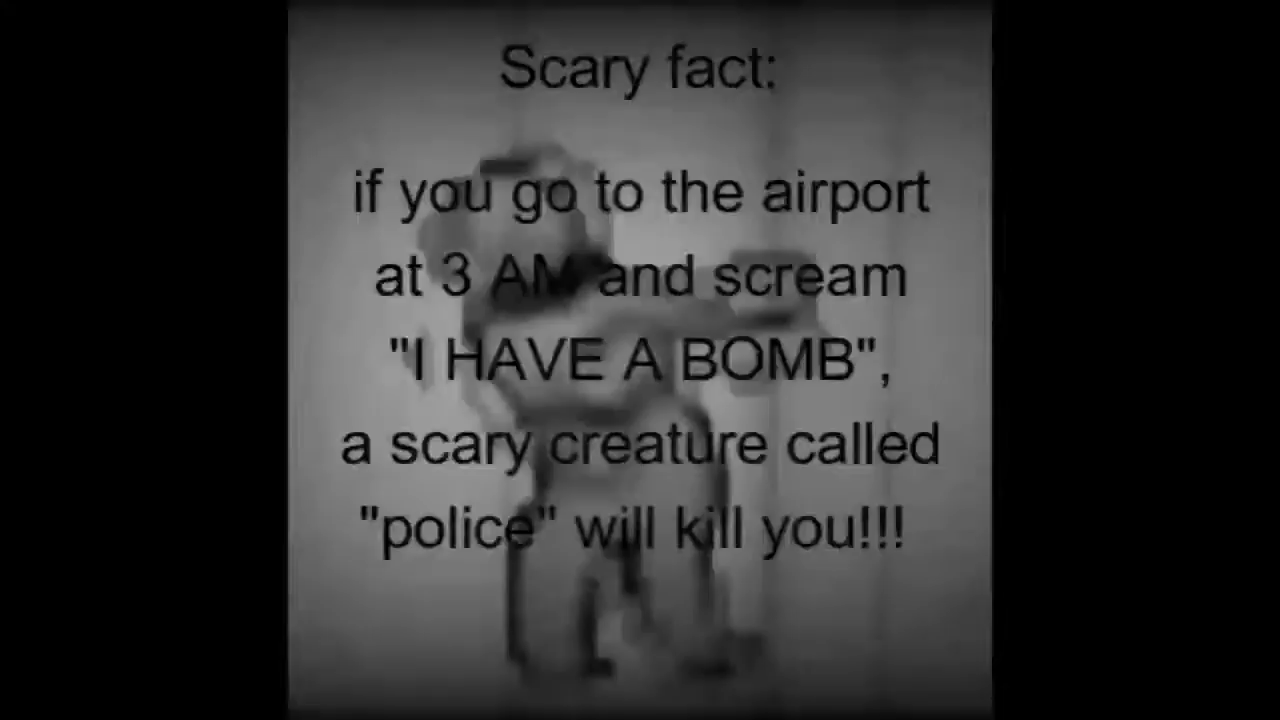 Scary fact:
if you go to the airport
at 3 AM and scream
"I HAVE A BOMB",
a scary creature called
"police" will kill you!!!